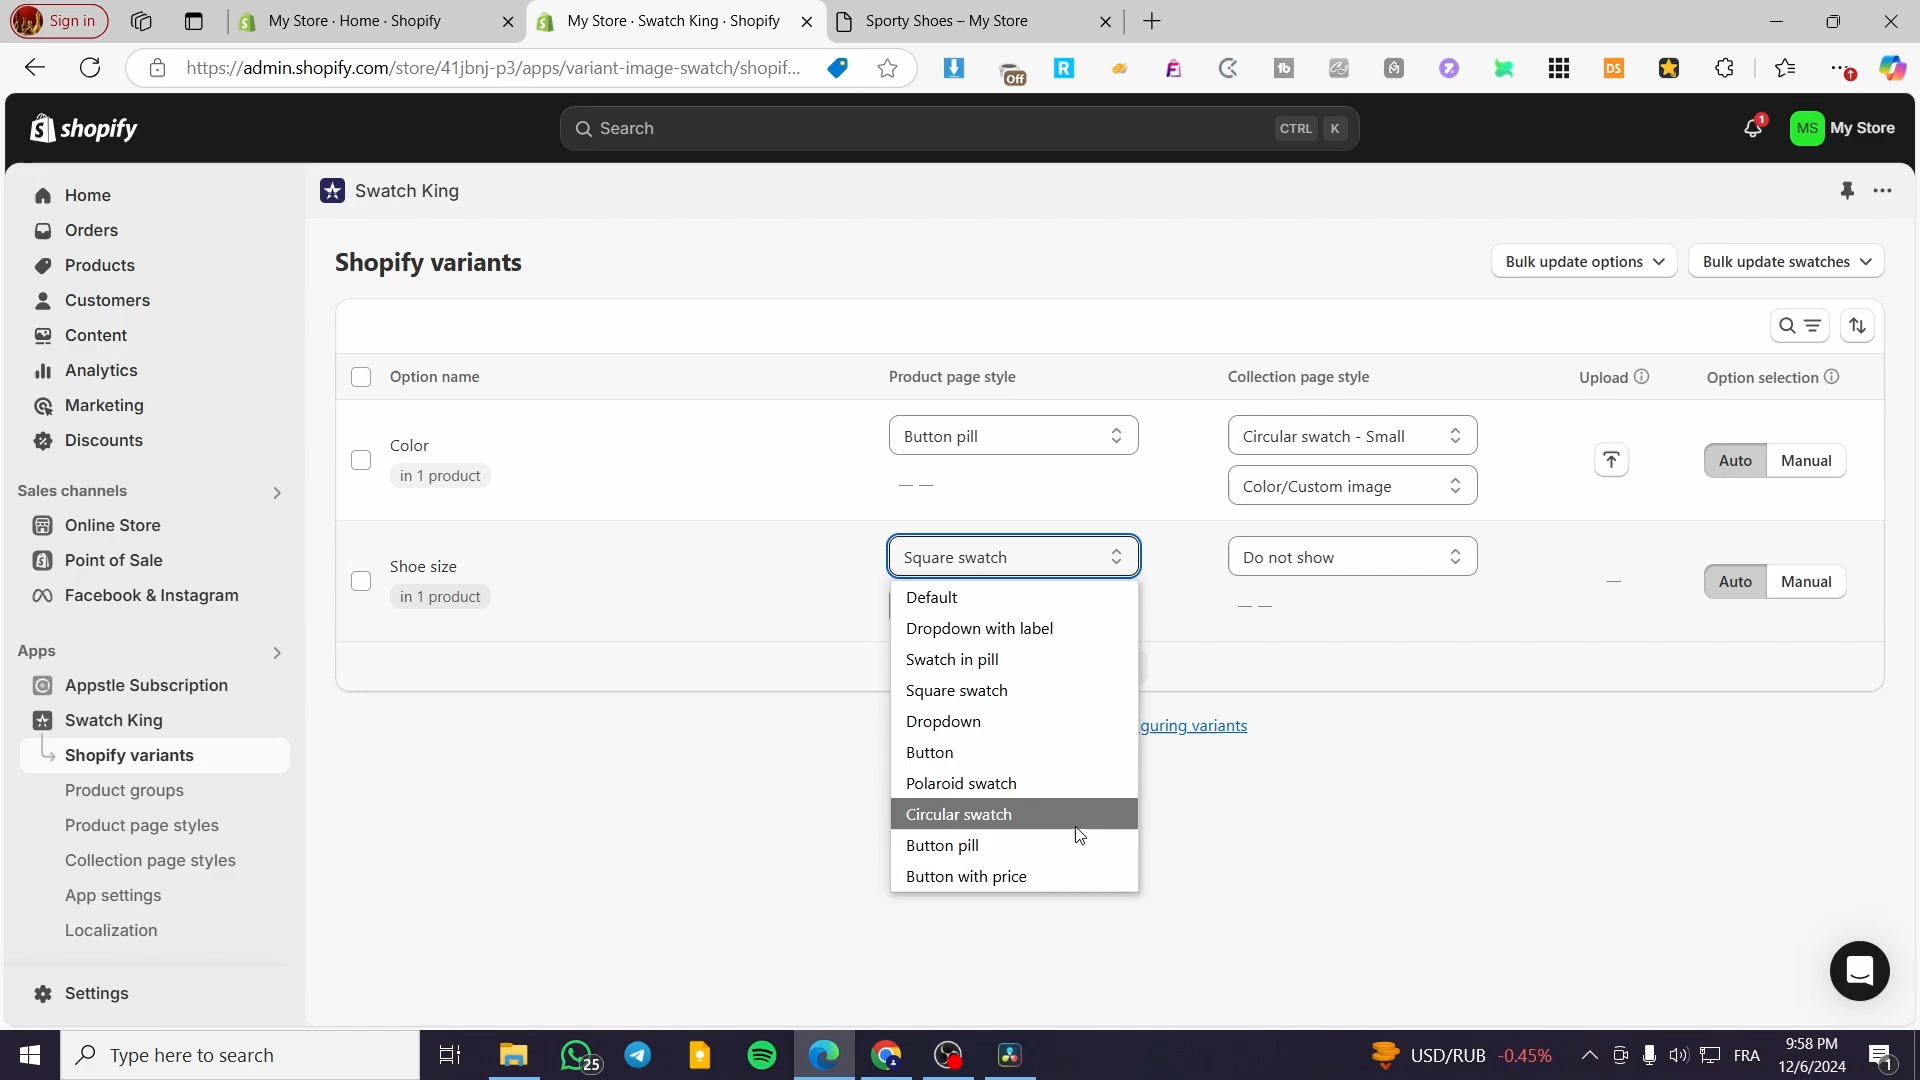 Sign in
My Store · Home · Shopify
My Store · Swatch King · Shopify
Sporty Shoes – My Store
https://admin.shopify.com/store/41jbnj-p3/apps/variant-image-swatch/shopif...
Off
R
tb
DS
shopify
Search
CTRL K
1
MS
My Store
Home
Orders
Products
Customers
Content
Analytics
Marketing
Discounts
Sales channels
Online Store
Point of Sale
Facebook & Instagram
Apps
Appstle Subscription
Swatch King
Shopify variants
Product groups
Product page styles
Collection page styles
App settings
Localization
Settings
Swatch King
Shopify variants
Bulk update options
Bulk update swatches
Option name
Product page style
Collection page style
Upload
Option selection
Color
in 1 product
Button pill
— —
Circular swatch - Small
Color/Custom image
Auto
Manual
Shoe size
in 1 product
Square swatch
Do not show
— —
—
Auto
Manual
Default
Dropdown with label
Swatch in pill
Square swatch
Dropdown
Button
Polaroid swatch
Circular swatch
Button pill
Button with price
guring variants
Type here to search
25
USD/RUB -0.45%
FRA
9:58 PM
12/6/2024
1